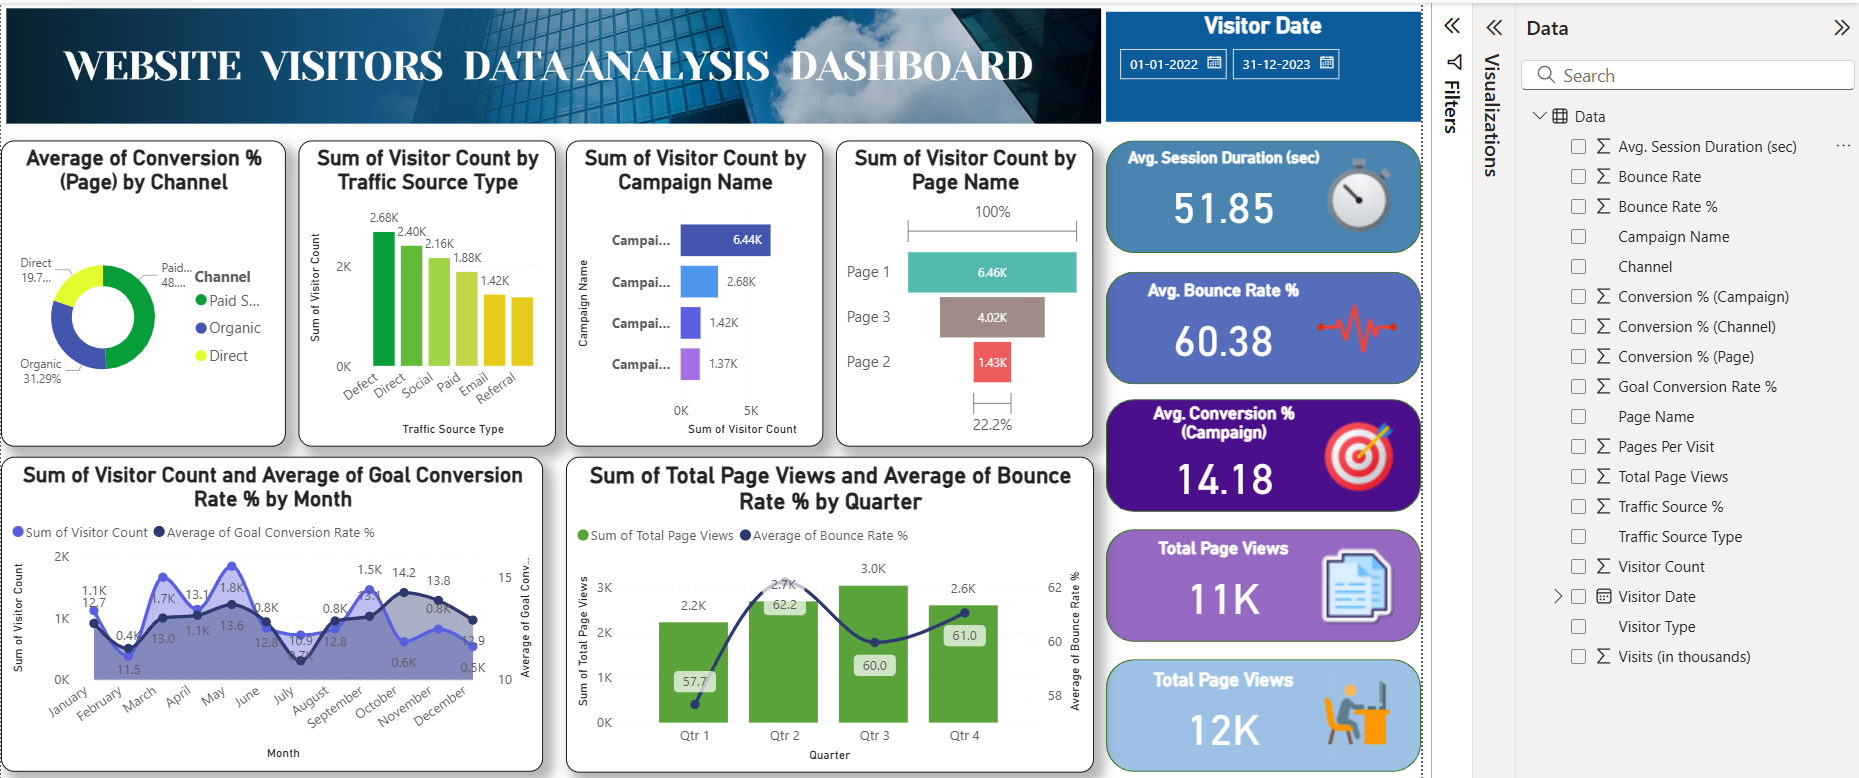 WEBSITE VISITORS DATA ANALYSIS DASHBOARD
Visitor Date
01-01-2022
31-12-2023
Average of Conversion %
(Page) by Channel
Direct
19.7...
Paid...
48....
Organic
31.29%
Channel
Paid S...
Organic
Direct
Sum of Visitor Count by
Traffic Source Type
Sum of Visitor Count
2K
0K
2.68K
2.40K
2.16K
1.88K
1.42K
Defect
Direct
Social
Paid
Email
Referral
Traffic Source Type
Sum of Visitor Count by
Campaign Name
Campaign Name
Campai...
6.44K
Campai...
2.68K
Campai...
1.42K
Campai...
1.37K
0K
5K
Sum of Visitor Count
Sum of Visitor Count by
Page Name
100%
Page 1
6.46K
Page 3
4.02K
Page 2
1.43K
22.2%
Avg. Session Duration (sec)
51.85
Avg. Bounce Rate %
60.38
Avg. Conversion %
(Campaign)
14.18
Total Page Views
11K
Total Page Views
12K
Sum of Visitor Count and Average of Goal Conversion
Rate % by Month
Sum of Visitor Count
Average of Goal Conversion Rate %
Sum of Visitor Count
2K
1K
0K
1.1K
12.7
0.4K
11.5
1.7K
13.0
13.1
1.1K
1.8K
13.6
0.8K
12.8
10.9
0.7K
0.8K
12.8
1.5K
13.1
14.2
0.6K
13.8
0.8K
12.9
0.5K
15
10
Average of Goal Conv...
January
February
March
April
May
June
July
August
September
October
November
December
Month
Sum of Total Page Views and Average of Bounce
Rate % by Quarter
Sum of Total Page Views
Average of Bounce Rate %
Sum of Total Page Views
3K
2K
1K
0K
2.2K
57.7
2.7K
62.2
3.0K
60.0
2.6K
61.0
62
60
58
Average of Bounce Rate %
Qtr 1
Qtr 2
Qtr 3
Qtr 4
Quarter
Filters
Visualizations
Data
Search
Data
Avg. Session Duration (sec)
Bounce Rate
Bounce Rate %
Campaign Name
Channel
Conversion % (Campaign)
Conversion % (Channel)
Conversion % (Page)
Goal Conversion Rate %
Page Name
Pages Per Visit
Total Page Views
Traffic Source %
Traffic Source Type
Visitor Count
Visitor Date
Visitor Type
Visits (in thousands)